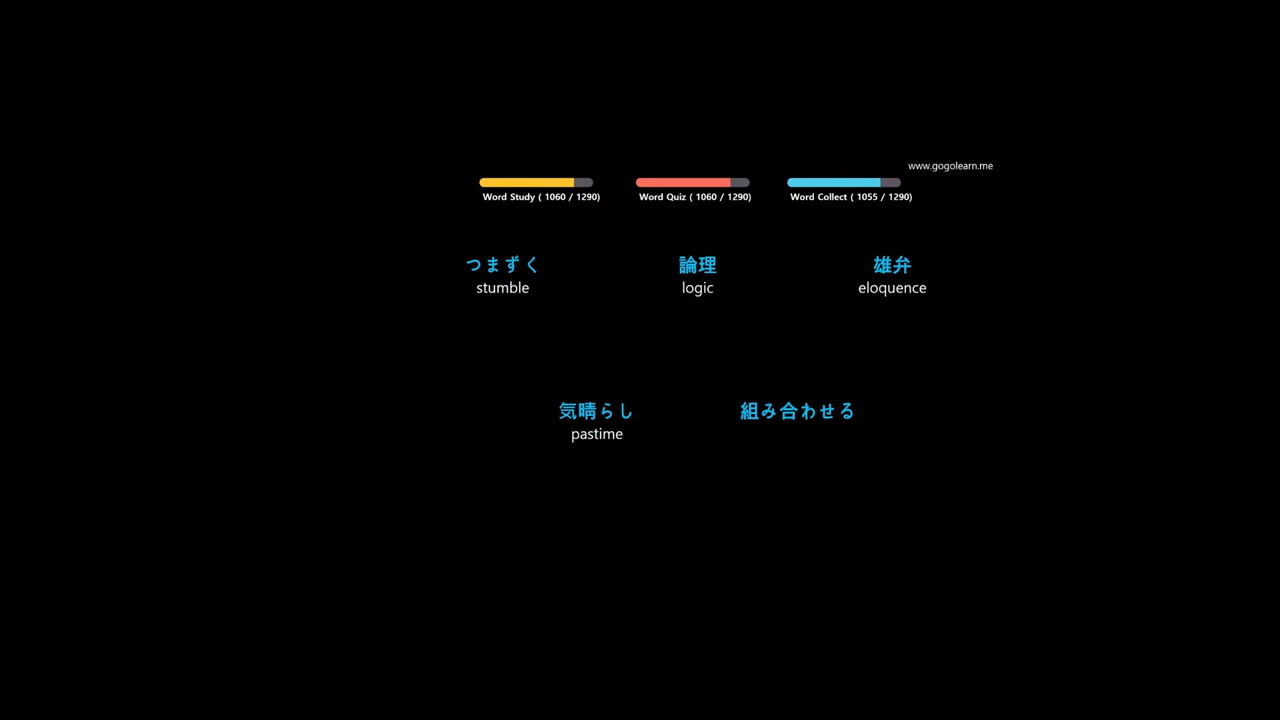 www.gogolearn.me
Word Study ( 1060 / 1290)
Word Quiz ( 1060 / 1290)
Word Collect ( 1055 / 1290)
つまずく
stumble
論理
logic
雄弁
eloquence
気晴らし
pastime
組み合わせる